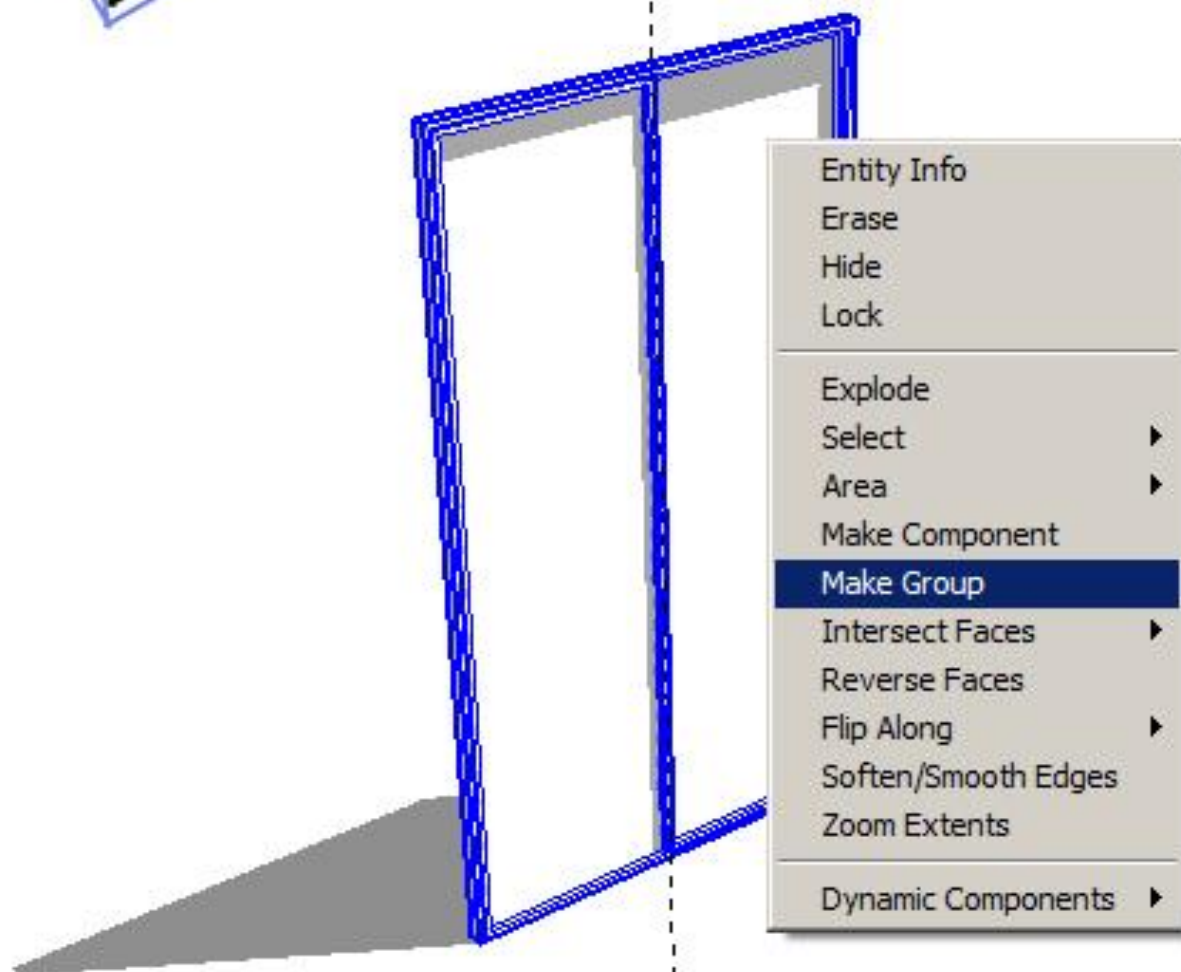 Entity Info
Erase
Hide
Lock
Explode
Select
Area
Make Component
Make Group
Intersect Faces
Reverse Faces
Flip Along
Soften/Smooth Edges
Zoom Extents
Dynamic Components